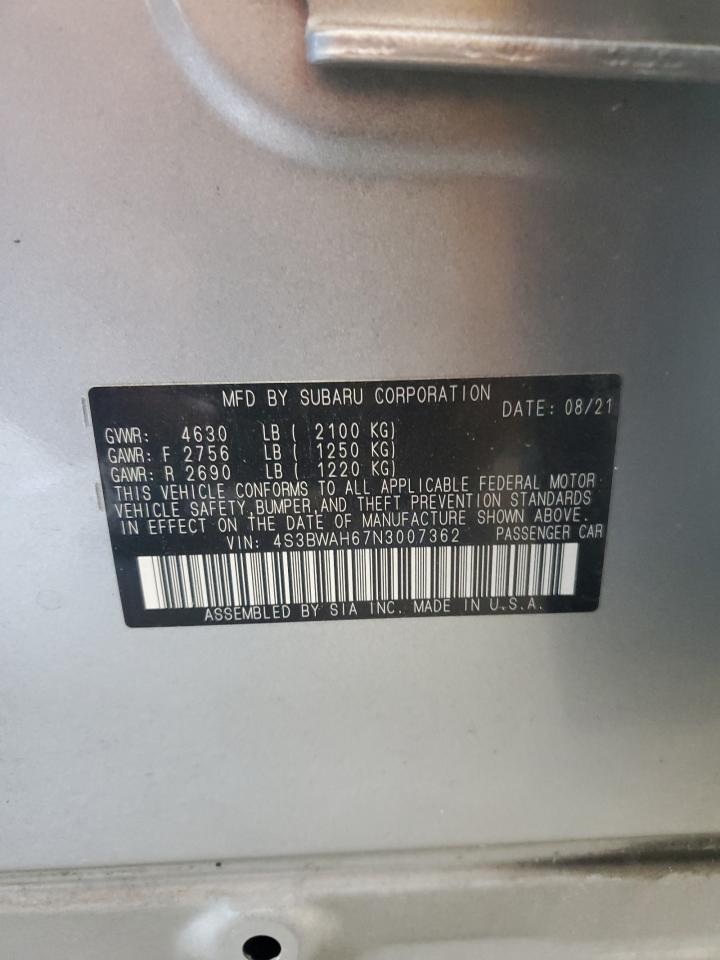 MFD BY SUBARU CORPORATION DATE: 08/21
GVWR: 4630 LB ( 2100 KG)
GAWR: F 2756 LB ( 1250 KG)
GAWR: R 2690 LB ( 1220 KG)
THIS VEHICLE CONFORMS TO ALL APPLICABLE FEDERAL MOTOR
VEHICLE SAFETY,BUMPER,AND THEFT PREVENTION STANDARDS
IN EFFECT ON THE DATE OF MANUFACTURE SHOWN ABOVE.
VIN: 4S3BWAH67N3007362 PASSENGER CAR
ASSEMBLED BY SIA INC. MADE IN U.S.A.